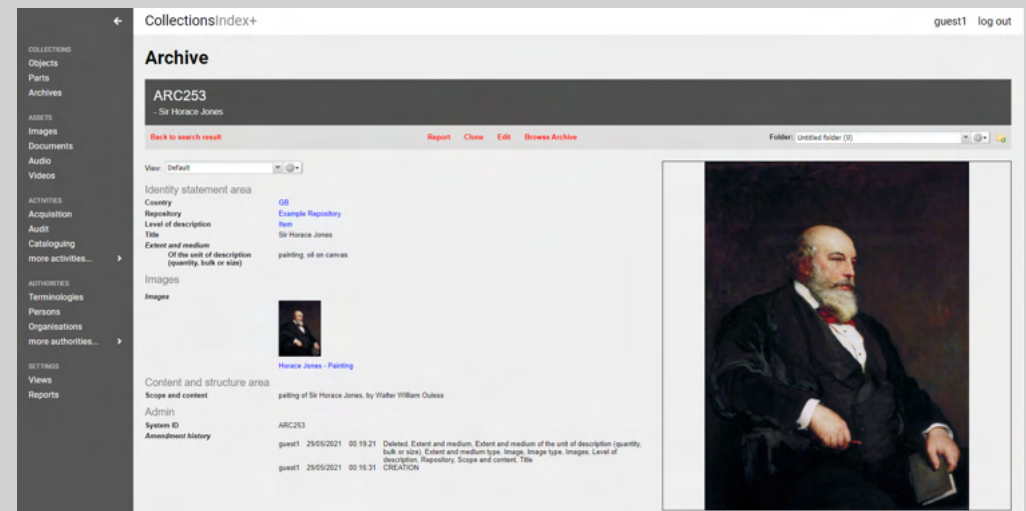 CollectionsIndex+
guest1 log out
COLLECTIONS
Objects
Parts
Archives
ASSETS
Images
Documents
Audio
Videos
ACTIVITIES
Acquisition
Audit
Cataloguing
more activities...
AUTHORITIES
Terminologies
Persons
Organisations
more authorities...
SETTINGS
Views
Reports
Archive
ARC253
- Sir Horace Jones
Back to search result Report Clone Edit Browse Archive Folder: Untitled folder (0)
View: Default
Identity statement area
Country GB
Repository Example Repository
Level of description Item
Title Sir Horace Jones
Extent and medium
Of the unit of description painting, oil on canvas
(quantity, bulk or size)
Images
Images
Horace Jones - Painting
Content and structure area
Scope and content paiting of Sir Horace Jones, by Walter William Ouless
Admin
System ID ARC253
Amendment history
guest1 29/05/2021 00:19:21 Deleted, Extent and medium, Extent and medium of the unit of description (quantity,
bulk or size), Extent and medium type, Image, Image type, Images, Level of
description, Repository, Scope and content, Title
guest1 29/05/2021 00:16:31 CREATION